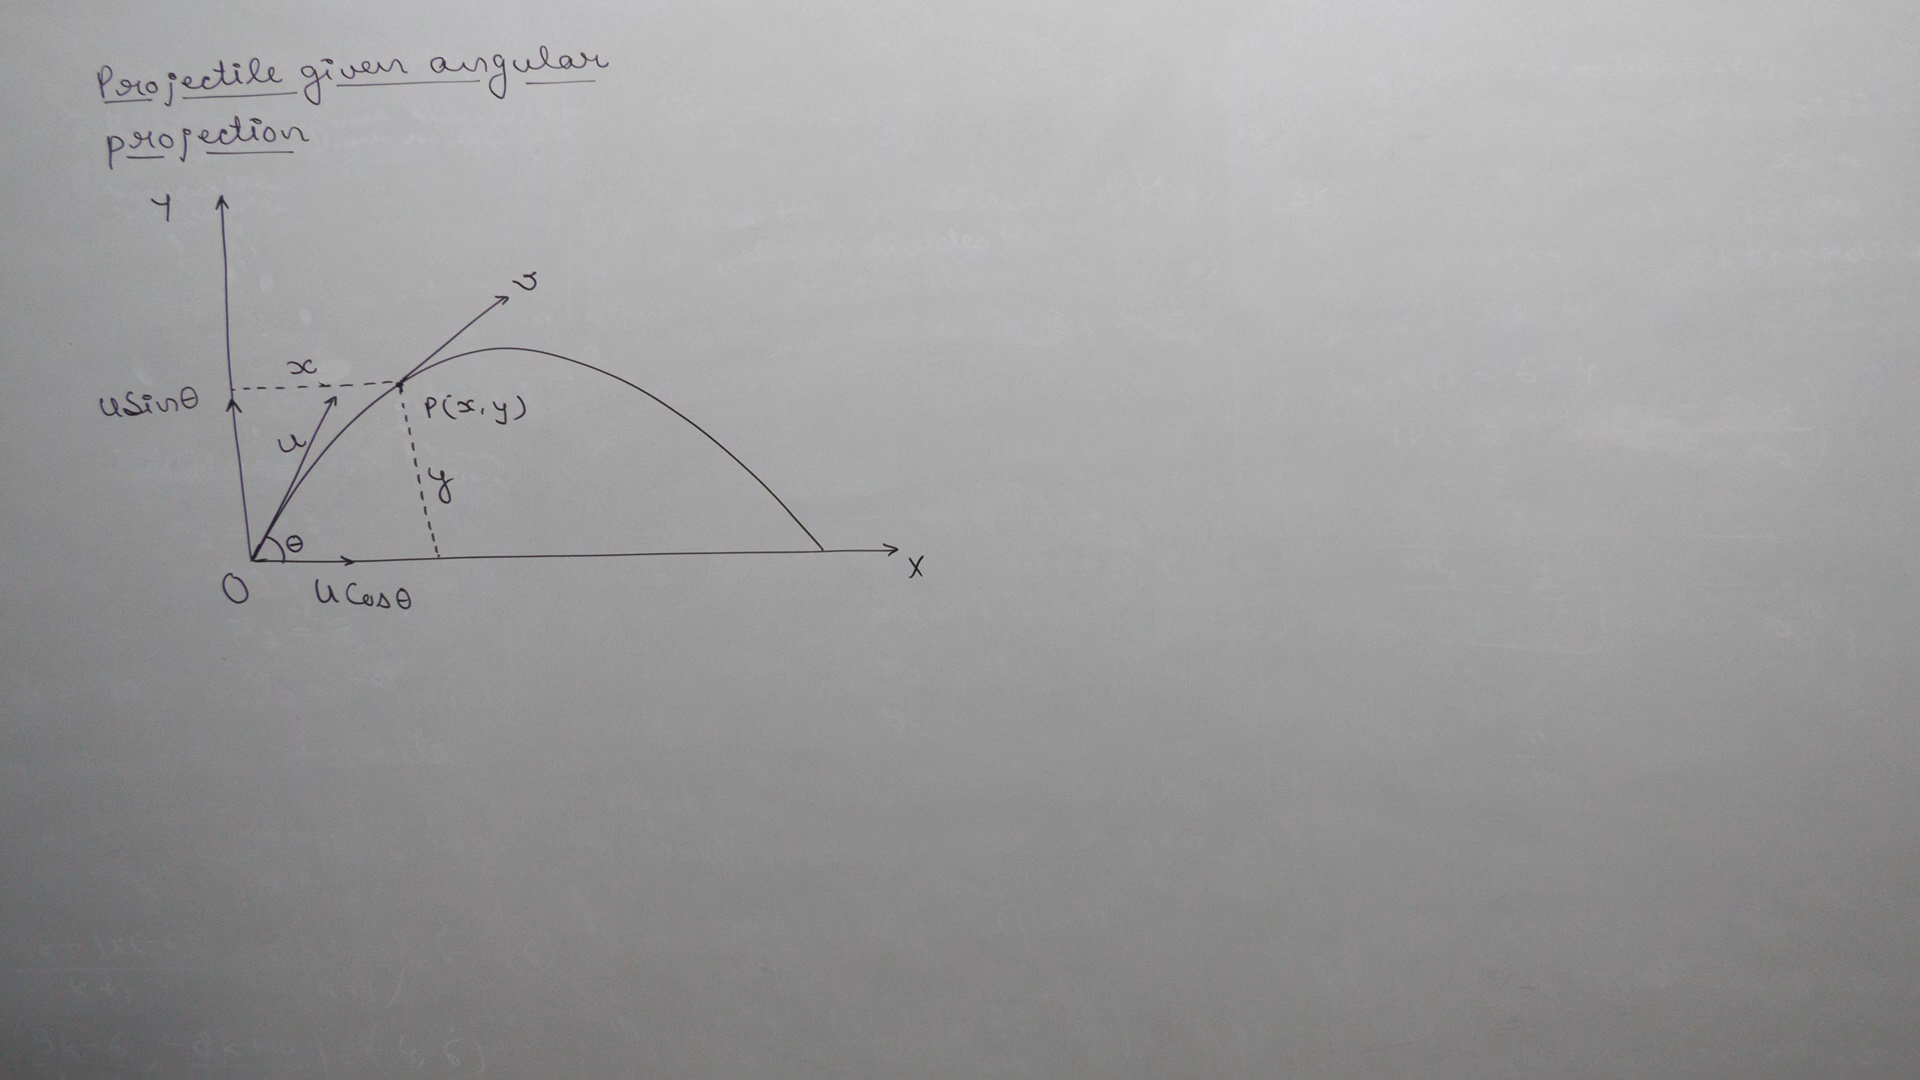 Projectile given angular
projection
Y
v
x
usinθ
P(x,y)
u
y
θ
X
O
ucosθ